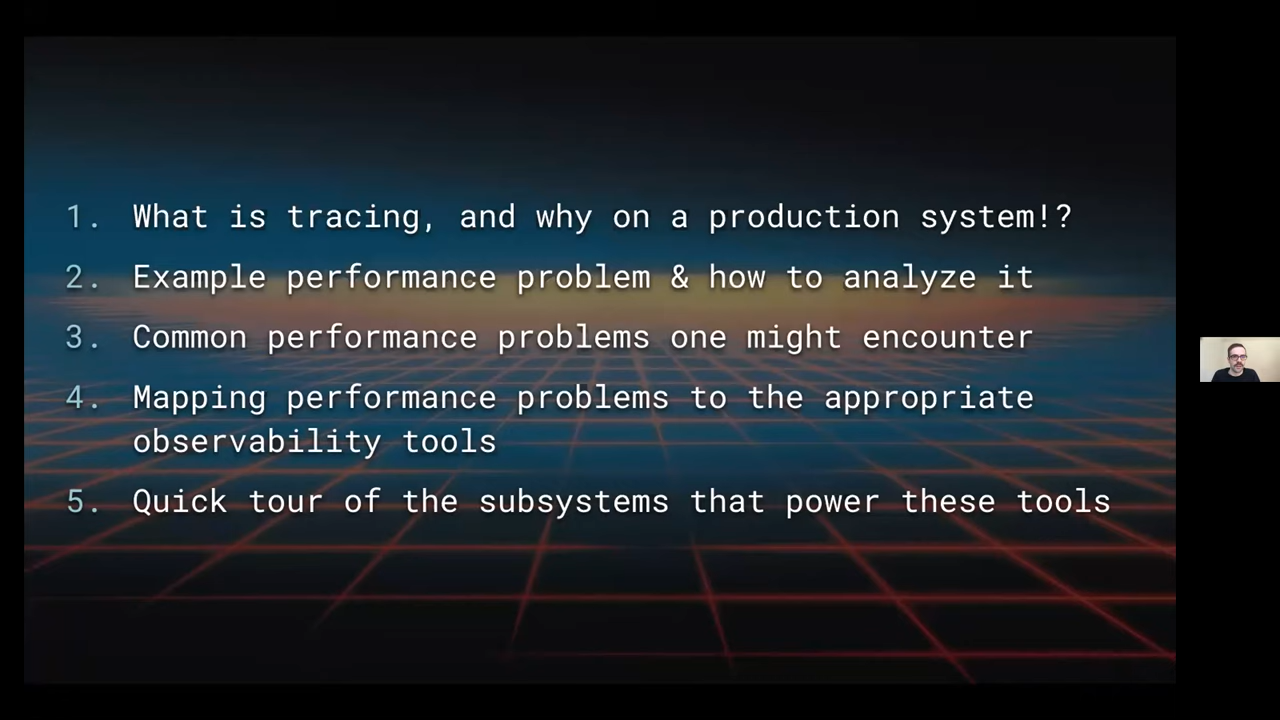 1. What is tracing, and why on a production system!?
2. Example performance problem & how to analyze it
3. Common performance problems one might encounter
4. Mapping performance problems to the appropriate
observability tools
5. Quick tour of the subsystems that power these tools